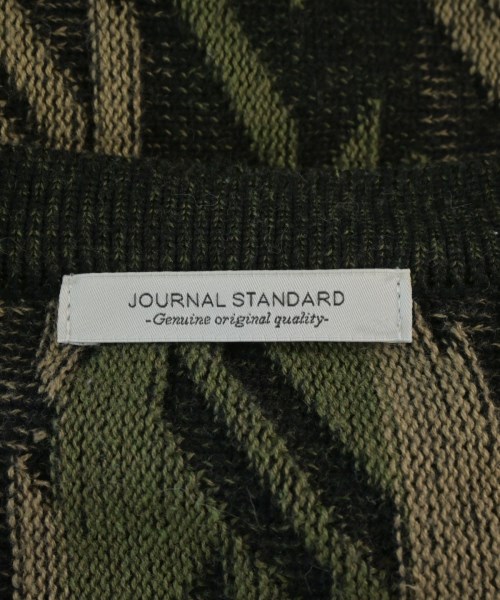 JOURNAL STANDARD
-Genuine original quality-